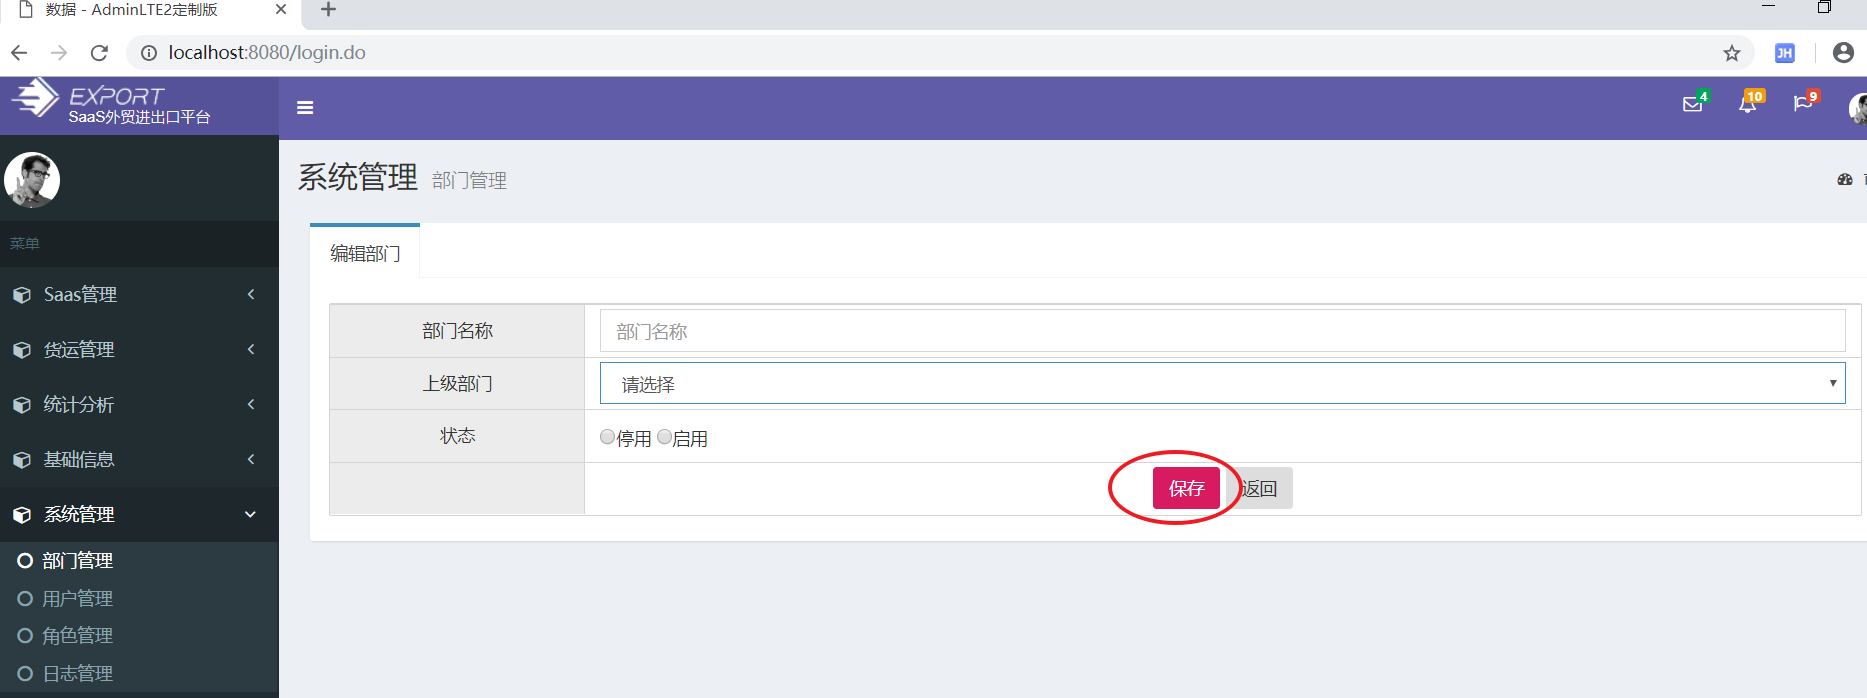 数据 - AdminLTE2定制版
localhost:8080/login.do
JH
EXPORT
SaaS外贸进出口平台
4
10
9
系统管理 部门管理
菜单
Saas管理
货运管理
统计分析
基础信息
系统管理
部门管理
用户管理
角色管理
日志管理
编辑部门
部门名称 部门名称
上级部门 请选择
状态 停用 启用
保存 返回